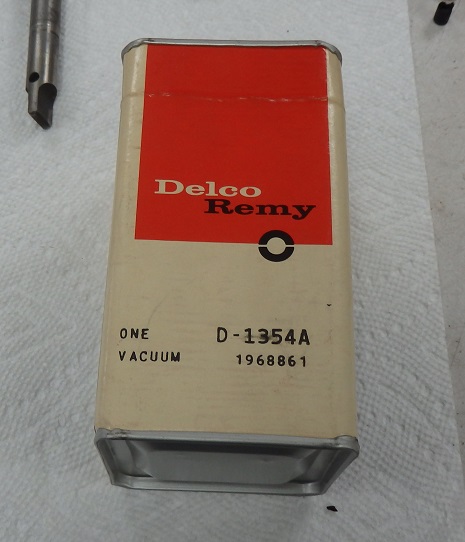 Delco
Remy
ONE D-1354A
VACUUM 1968861